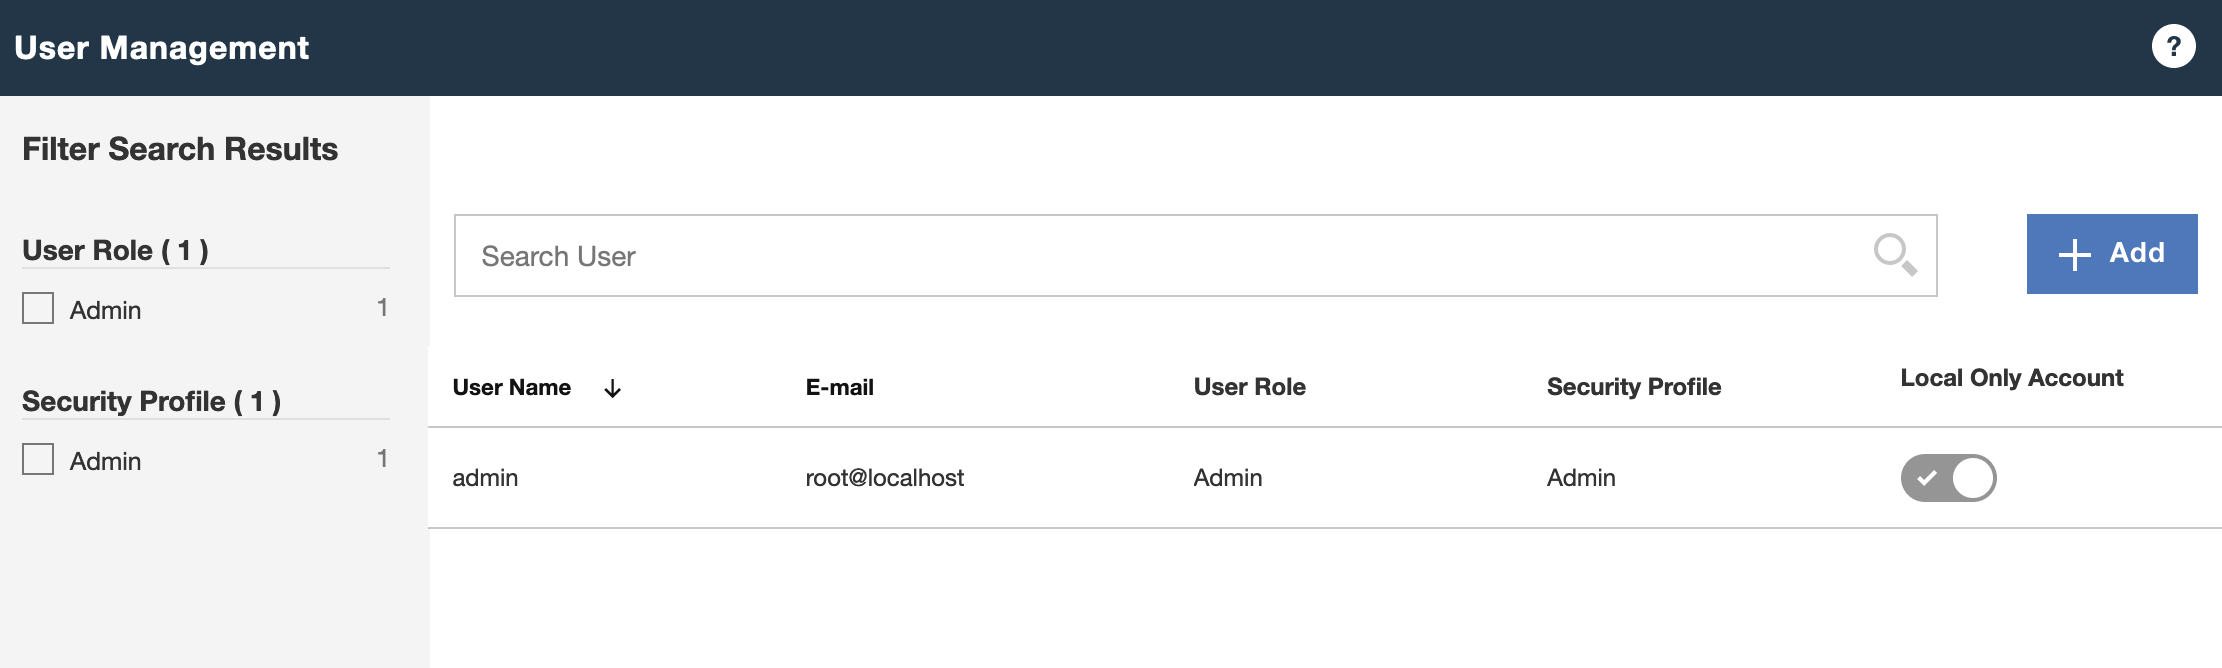 User Management
?
Filter Search Results
User Role ( 1 )
Admin 1
Security Profile ( 1 )
Admin 1
Search User
Add
User Name E-mail User Role Security Profile Local Only Account
admin root@localhost Admin Admin